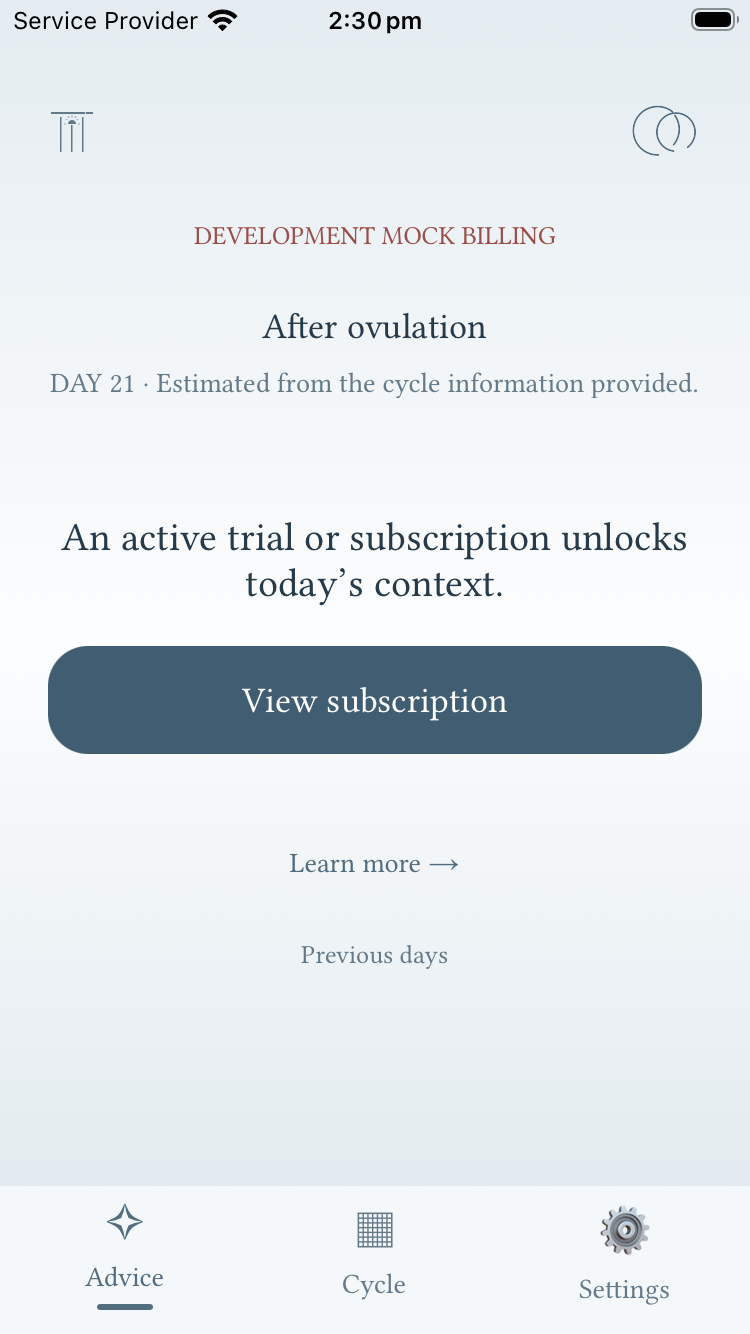 Service Provider 2:30 pm
DEVELOPMENT MOCK BILLING
After ovulation
DAY 21 · Estimated from the cycle information provided.
An active trial or subscription unlocks
today’s context.
View subscription
Learn more →
Previous days
Advice Cycle Settings